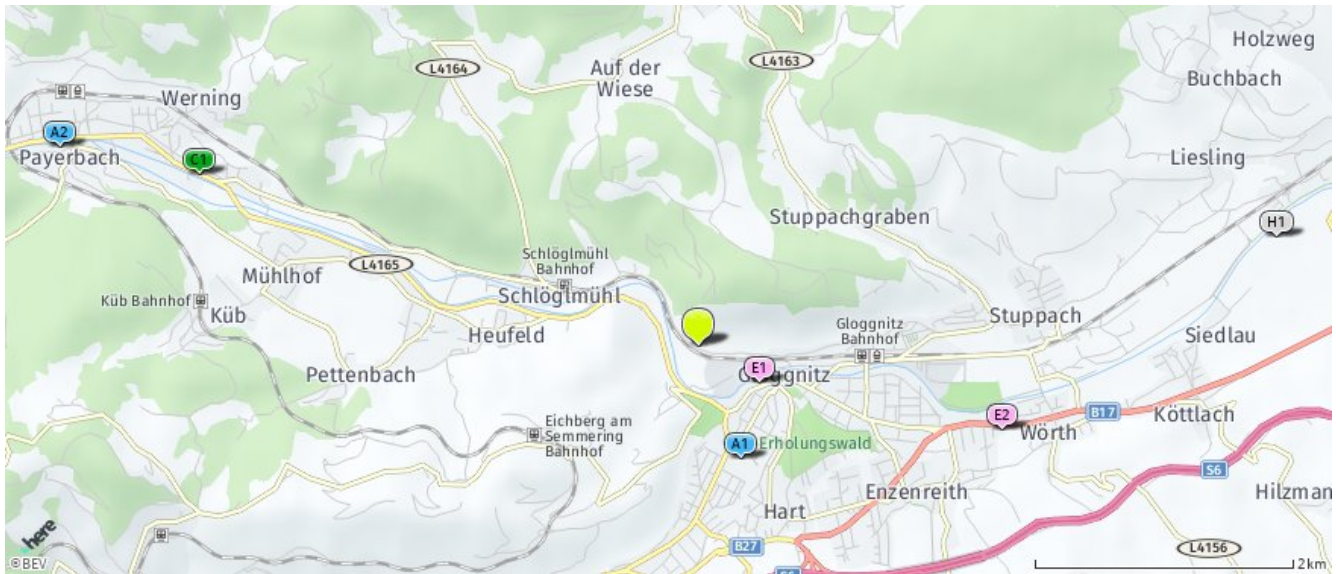 Holzweg
L4163
L4164
Auf der
Wiese
Buchbach
Werning
A2
Payerbach
C1
Liesling
Stuppachgraben
H1
Schlöglmühl
Bahnhof
L4165
Mühlhof
Schlöglmühl
Küb Bahnhof
Küb
Heufeld
Gloggnitz
Bahnhof
Stuppach
Siedlau
E1
Gloggnitz
Pettenbach
E2
B17
Köttlach
Wörth
Eichberg am
Semmering
Bahnhof
A1
Erholungswald
S6
Enzenreith
Hilzman
Hart
here
B27
L4156
©BEV
S6
2km